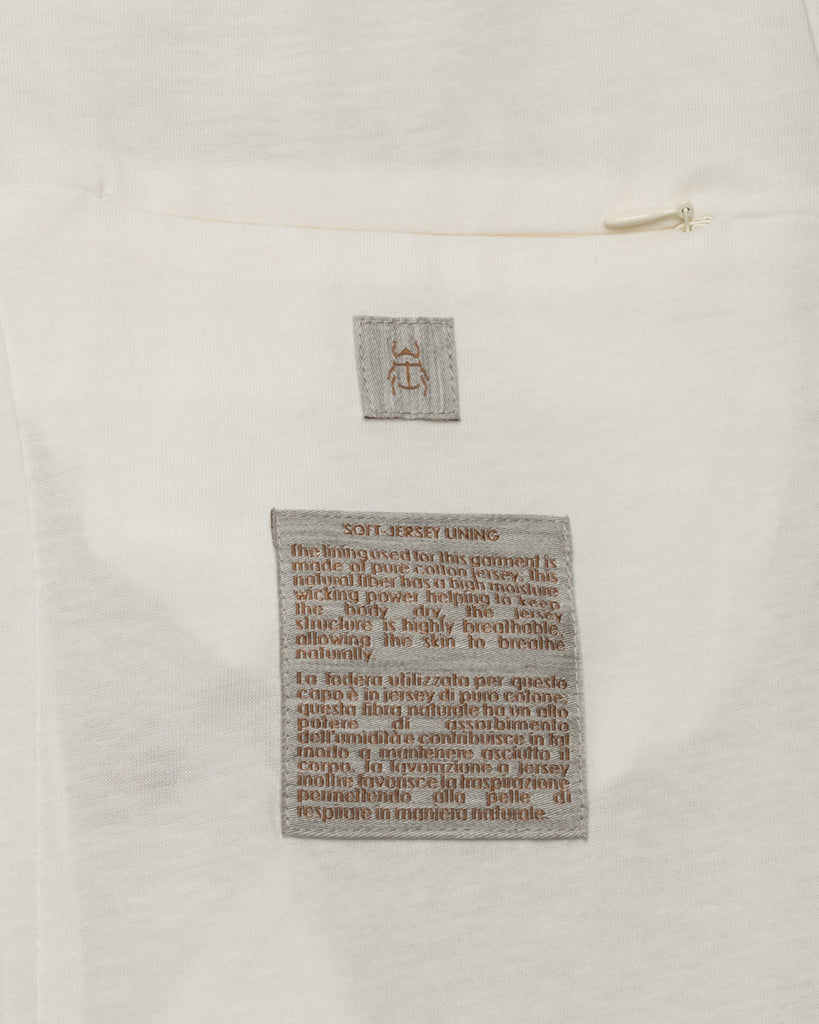 SOFT-JERSEY LINING
The lining used for this garment is
made of pure cotton jersey; this
natural fiber has a high moisture
wicking power helping to keep
the body dry, the jersey
structure is highly breathable,
allowing the skin to breathe
naturally.
La fodera utilizzata per questo
capo è in jersey di puro cotone;
questa fibra naturale ha un alto
potere di assorbimento
dell'umidità e contribuisce in tal
modo a mantenere asciutto il
corpo, la lavorazione a jersey
inoltre favorisce la traspirazione
permettendo alla pelle di
respirare in maniera naturale.